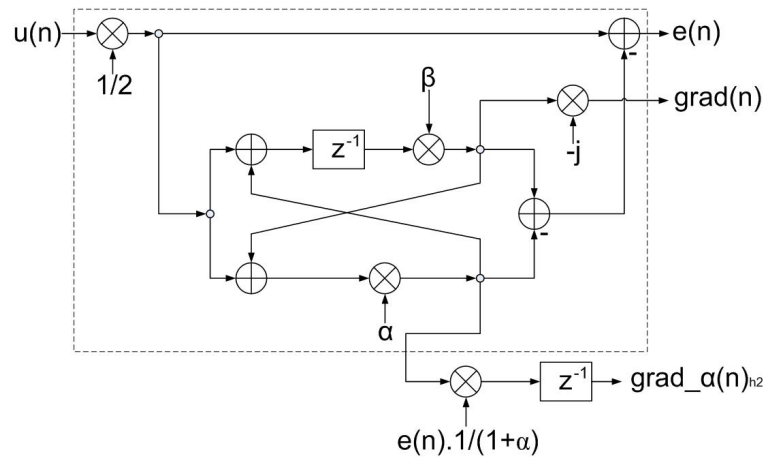 u(n)
e(n)
-
1/2
β
grad(n)
z⁻¹
-j
-
α
z⁻¹
grad_α(n)h2
e(n).1/(1+α)